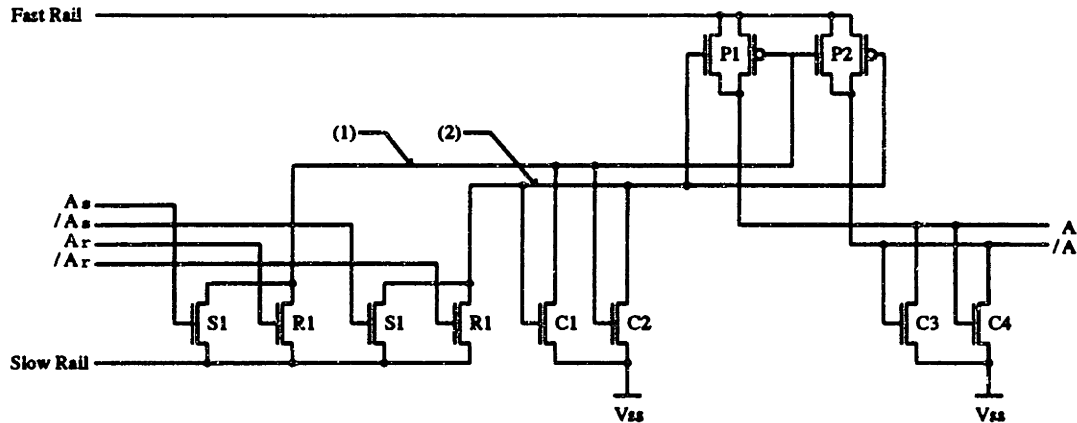 Fast Rail
P1
P2
(1)
(2)
As
/As
Ar
/Ar
A
/A
S1
R1
S1
R1
C1
C2
C3
C4
Slow Rail
Vss
Vss